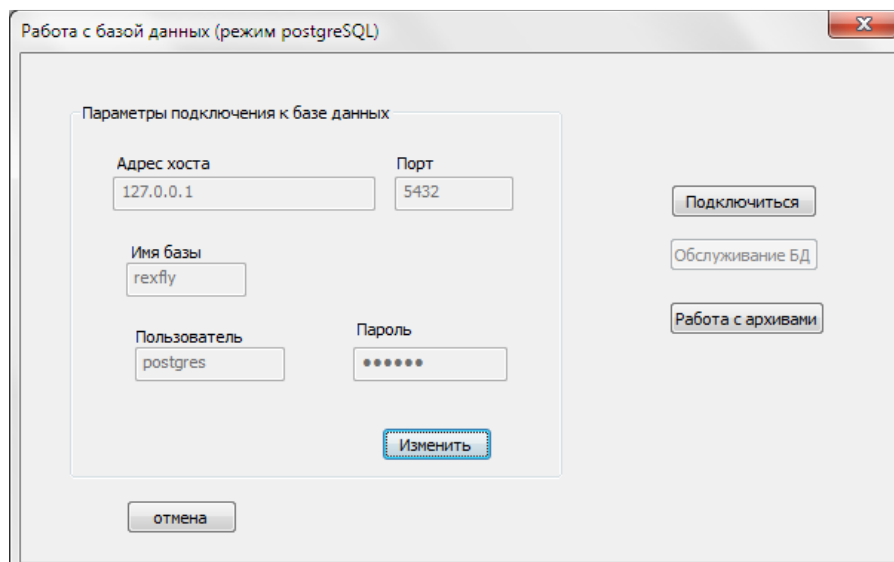 Работа с базой данных (режим postgreSQL)
Параметры подключения к базе данных
Адрес хоста
Порт
127.0.0.1
5432
Подключиться
Имя базы
Обслуживание БД
rexfly
Работа с архивами
Пользователь
Пароль
postgres
••••••
Изменить
отмена